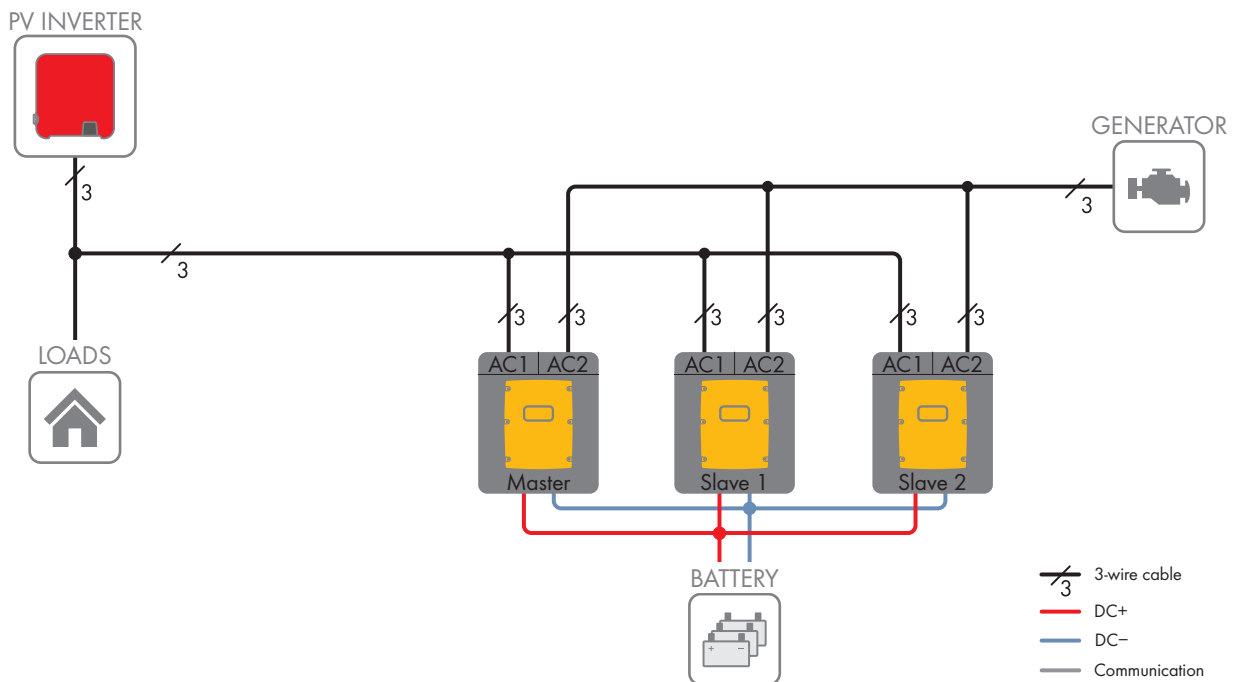 PV INVERTER
GENERATOR
3
3
3
3
3
3
3
3
3
LOADS
AC1 AC2
AC1 AC2
AC1 AC2
Master
Slave 1
Slave 2
BATTERY
+ −
3 3-wire cable
DC+
DC−
Communication